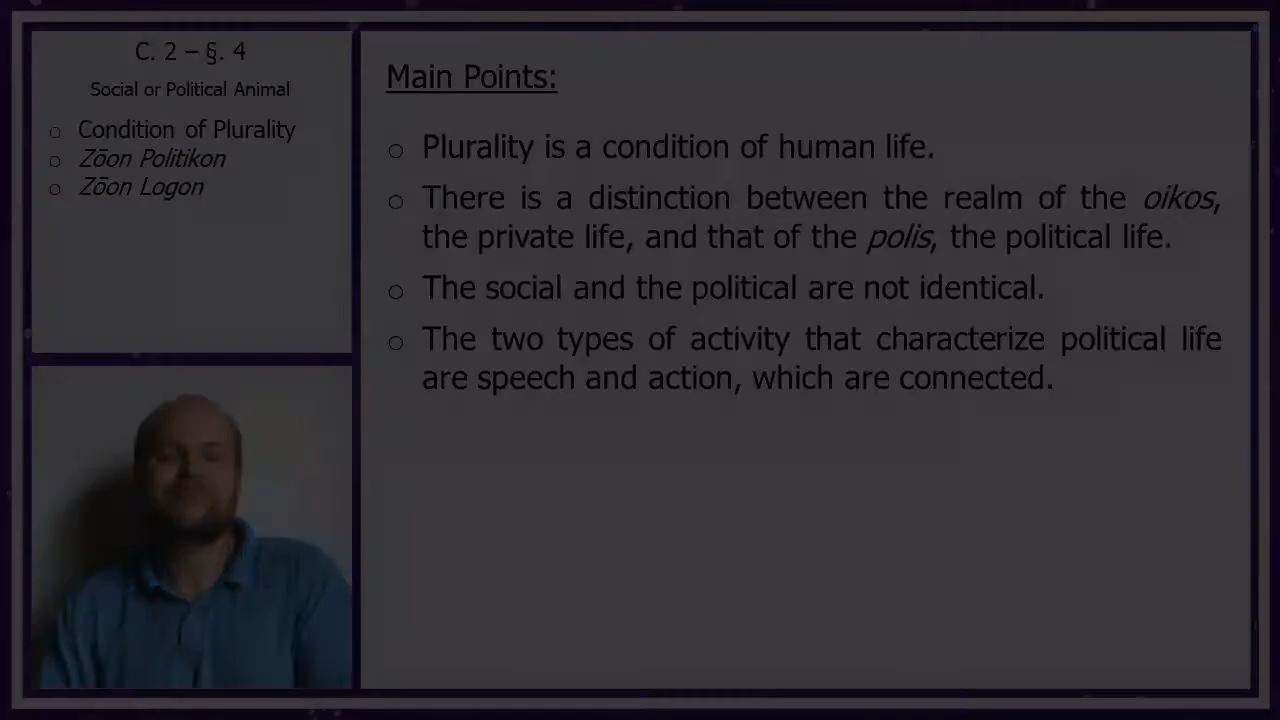 C. 2 – §. 4
Social or Political Animal
○ Condition of Plurality
○ Zōon Politikon
○ Zōon Logon
Main Points:
○ Plurality is a condition of human life.
○ There is a distinction between the realm of the oikos,
the private life, and that of the polis, the political life.
○ The social and the political are not identical.
○ The two types of activity that characterize political life
are speech and action, which are connected.